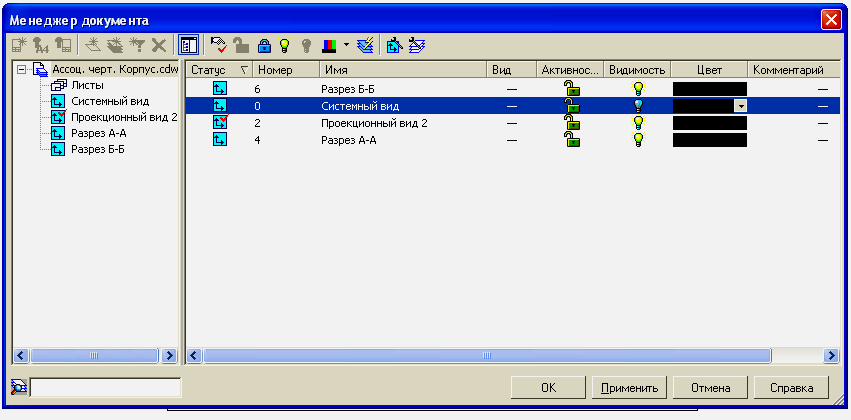 Менеджер документа
Ассоц. черт. Корпус.cdw
Листы
Системный вид
Проекционный вид 2
Разрез А-А
Разрез Б-Б
Статус Номер Имя Вид Активнос... Видимость Цвет Комментарий
6 Разрез Б-Б — —
0 Системный вид — —
2 Проекционный вид 2 — —
4 Разрез А-А — —
OK Применить Отмена Справка